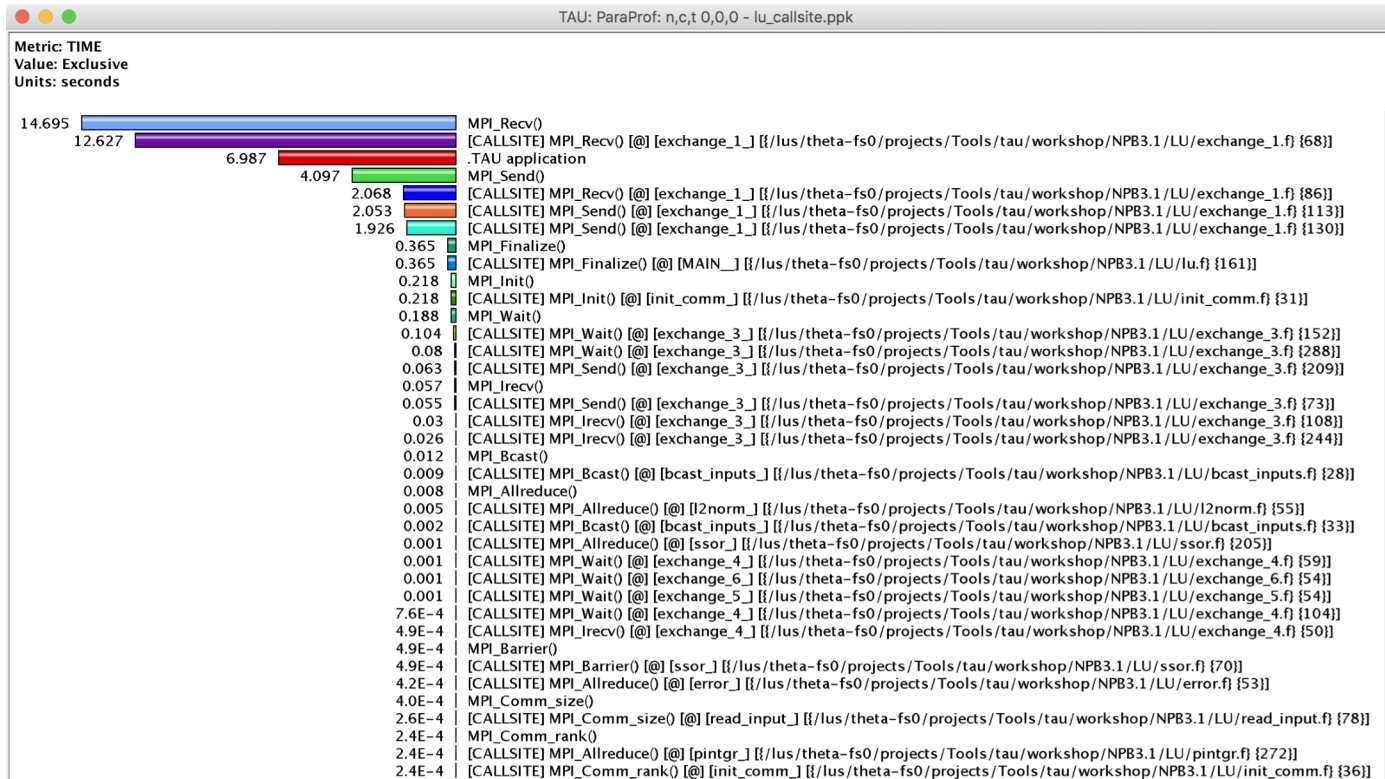 TAU: ParaProf: n,c,t 0,0,0 - lu_callsite.ppk
Metric: TIME
Value: Exclusive
Units: seconds
14.695 MPI_Recv()
12.627 [CALLSITE] MPI_Recv() [@] [exchange_1_] [{/lus/theta-fs0/projects/Tools/tau/workshop/NPB3.1/LU/exchange_1.f} {68}]
6.987 .TAU application
4.097 MPI_Send()
2.068 [CALLSITE] MPI_Recv() [@] [exchange_1_] [{/lus/theta-fs0/projects/Tools/tau/workshop/NPB3.1/LU/exchange_1.f} {86}]
2.053 [CALLSITE] MPI_Send() [@] [exchange_1_] [{/lus/theta-fs0/projects/Tools/tau/workshop/NPB3.1/LU/exchange_1.f} {113}]
1.926 [CALLSITE] MPI_Send() [@] [exchange_1_] [{/lus/theta-fs0/projects/Tools/tau/workshop/NPB3.1/LU/exchange_1.f} {130}]
0.365 MPI_Finalize()
0.365 [CALLSITE] MPI_Finalize() [@] [MAIN__] [{/lus/theta-fs0/projects/Tools/tau/workshop/NPB3.1/LU/lu.f} {161}]
0.218 MPI_Init()
0.218 [CALLSITE] MPI_Init() [@] [init_comm_] [{/lus/theta-fs0/projects/Tools/tau/workshop/NPB3.1/LU/init_comm.f} {31}]
0.188 MPI_Wait()
0.104 [CALLSITE] MPI_Wait() [@] [exchange_3_] [{/lus/theta-fs0/projects/Tools/tau/workshop/NPB3.1/LU/exchange_3.f} {152}]
0.08 [CALLSITE] MPI_Wait() [@] [exchange_3_] [{/lus/theta-fs0/projects/Tools/tau/workshop/NPB3.1/LU/exchange_3.f} {288}]
0.063 [CALLSITE] MPI_Send() [@] [exchange_3_] [{/lus/theta-fs0/projects/Tools/tau/workshop/NPB3.1/LU/exchange_3.f} {209}]
0.057 MPI_Irecv()
0.055 [CALLSITE] MPI_Send() [@] [exchange_3_] [{/lus/theta-fs0/projects/Tools/tau/workshop/NPB3.1/LU/exchange_3.f} {73}]
0.03 [CALLSITE] MPI_Irecv() [@] [exchange_3_] [{/lus/theta-fs0/projects/Tools/tau/workshop/NPB3.1/LU/exchange_3.f} {108}]
0.026 [CALLSITE] MPI_Irecv() [@] [exchange_3_] [{/lus/theta-fs0/projects/Tools/tau/workshop/NPB3.1/LU/exchange_3.f} {244}]
0.012 MPI_Bcast()
0.009 [CALLSITE] MPI_Bcast() [@] [bcast_inputs_] [{/lus/theta-fs0/projects/Tools/tau/workshop/NPB3.1/LU/bcast_inputs.f} {28}]
0.008 MPI_Allreduce()
0.005 [CALLSITE] MPI_Allreduce() [@] [l2norm_] [{/lus/theta-fs0/projects/Tools/tau/workshop/NPB3.1/LU/l2norm.f} {55}]
0.002 [CALLSITE] MPI_Bcast() [@] [bcast_inputs_] [{/lus/theta-fs0/projects/Tools/tau/workshop/NPB3.1/LU/bcast_inputs.f} {33}]
0.001 [CALLSITE] MPI_Allreduce() [@] [ssor_] [{/lus/theta-fs0/projects/Tools/tau/workshop/NPB3.1/LU/ssor.f} {205}]
0.001 [CALLSITE] MPI_Wait() [@] [exchange_4_] [{/lus/theta-fs0/projects/Tools/tau/workshop/NPB3.1/LU/exchange_4.f} {59}]
0.001 [CALLSITE] MPI_Wait() [@] [exchange_6_] [{/lus/theta-fs0/projects/Tools/tau/workshop/NPB3.1/LU/exchange_6.f} {54}]
0.001 [CALLSITE] MPI_Wait() [@] [exchange_5_] [{/lus/theta-fs0/projects/Tools/tau/workshop/NPB3.1/LU/exchange_5.f} {54}]
7.6E-4 [CALLSITE] MPI_Wait() [@] [exchange_4_] [{/lus/theta-fs0/projects/Tools/tau/workshop/NPB3.1/LU/exchange_4.f} {104}]
4.9E-4 [CALLSITE] MPI_Irecv() [@] [exchange_4_] [{/lus/theta-fs0/projects/Tools/tau/workshop/NPB3.1/LU/exchange_4.f} {50}]
4.9E-4 MPI_Barrier()
4.9E-4 [CALLSITE] MPI_Barrier() [@] [ssor_] [{/lus/theta-fs0/projects/Tools/tau/workshop/NPB3.1/LU/ssor.f} {70}]
4.2E-4 [CALLSITE] MPI_Allreduce() [@] [error_] [{/lus/theta-fs0/projects/Tools/tau/workshop/NPB3.1/LU/error.f} {53}]
4.0E-4 MPI_Comm_size()
2.6E-4 [CALLSITE] MPI_Comm_size() [@] [read_input_] [{/lus/theta-fs0/projects/Tools/tau/workshop/NPB3.1/LU/read_input.f} {78}]
2.4E-4 MPI_Comm_rank()
2.4E-4 [CALLSITE] MPI_Allreduce() [@] [pintgr_] [{/lus/theta-fs0/projects/Tools/tau/workshop/NPB3.1/LU/pintgr.f} {272}]
2.4E-4 [CALLSITE] MPI_Comm_rank() [@] [init_comm_] [{/lus/theta-fs0/projects/Tools/tau/workshop/NPB3.1/LU/init_comm.f} {36}]